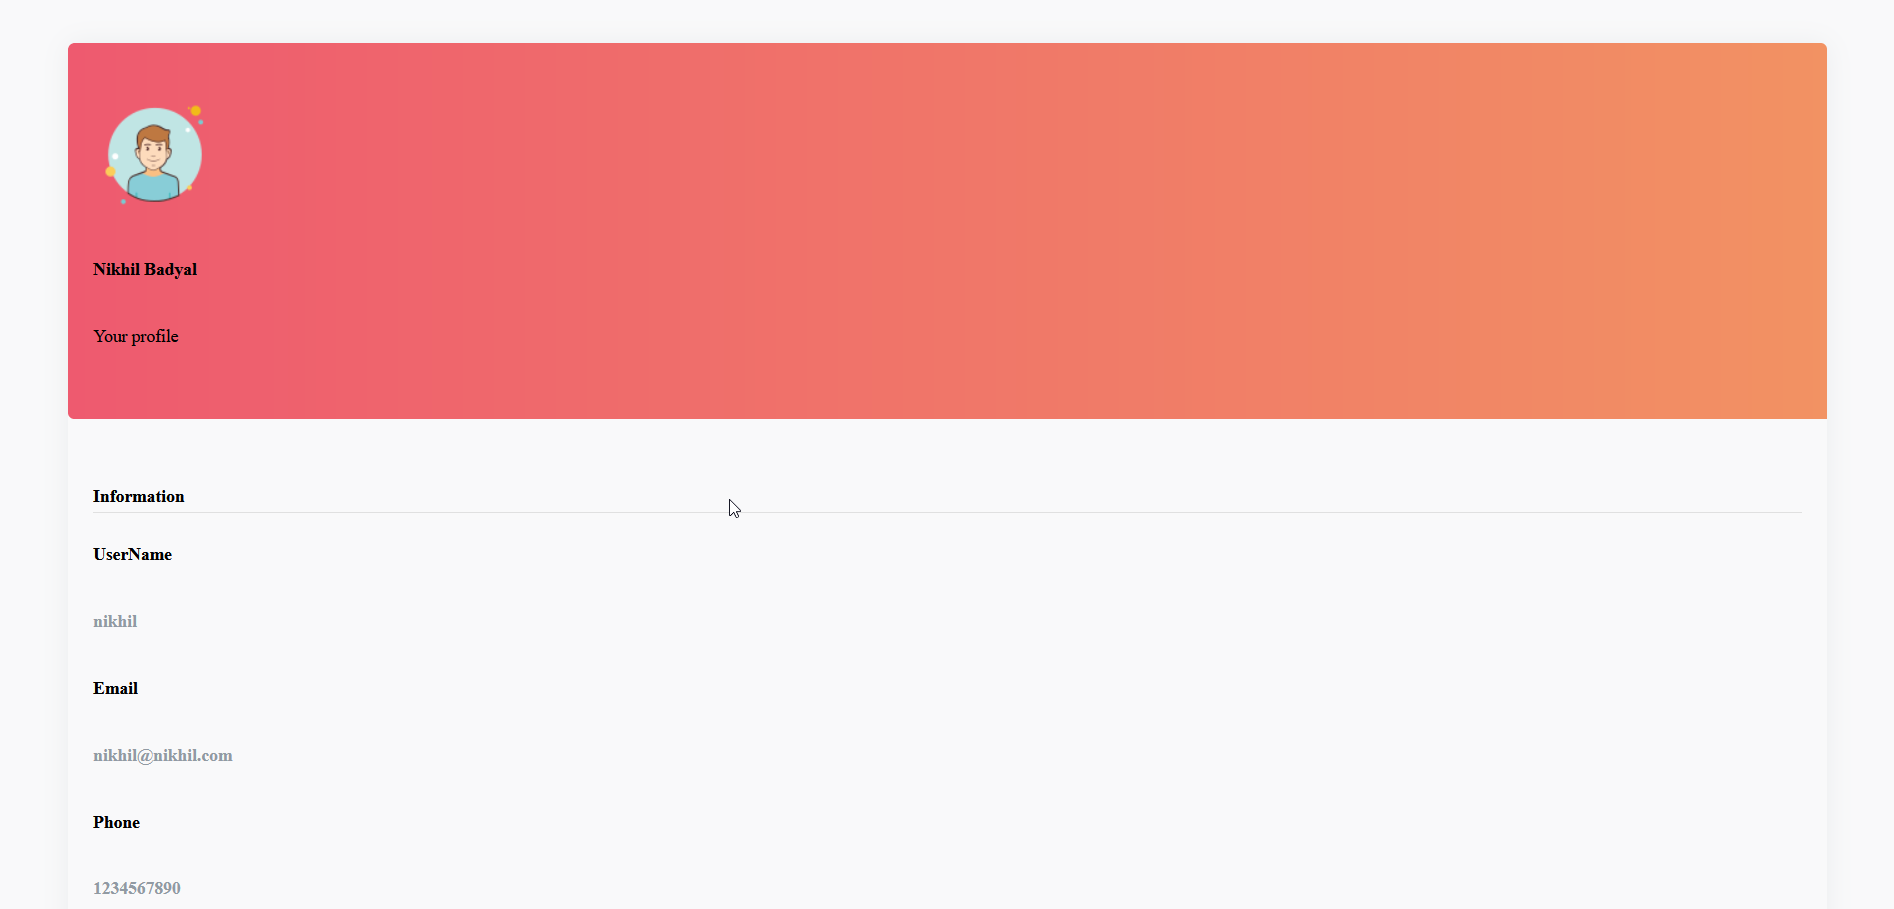 Nikhil Badyal
Your profile
Information
UserName
nikhil
Email
nikhil@nikhil.com
Phone
1234567890